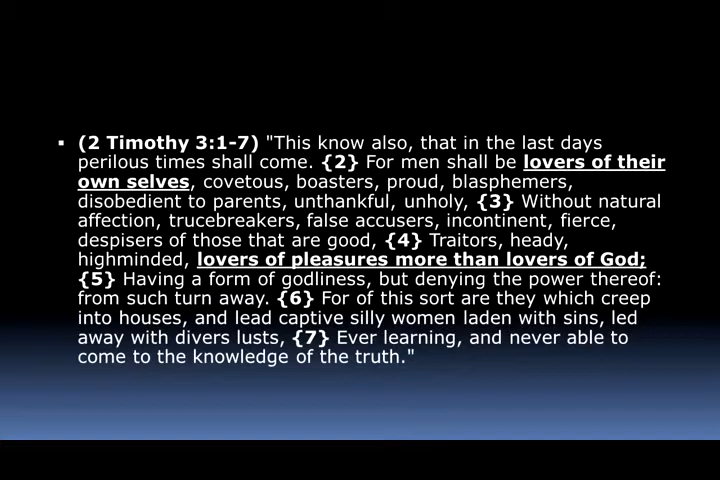 ▪ (2 Timothy 3:1-7) "This know also, that in the last days
perilous times shall come. {2} For men shall be lovers of their
own selves, covetous, boasters, proud, blasphemers,
disobedient to parents, unthankful, unholy, {3} Without natural
affection, trucebreakers, false accusers, incontinent, fierce,
despisers of those that are good, {4} Traitors, heady,
highminded, lovers of pleasures more than lovers of God;
{5} Having a form of godliness, but denying the power thereof:
from such turn away. {6} For of this sort are they which creep
into houses, and lead captive silly women laden with sins, led
away with divers lusts, {7} Ever learning, and never able to
come to the knowledge of the truth."